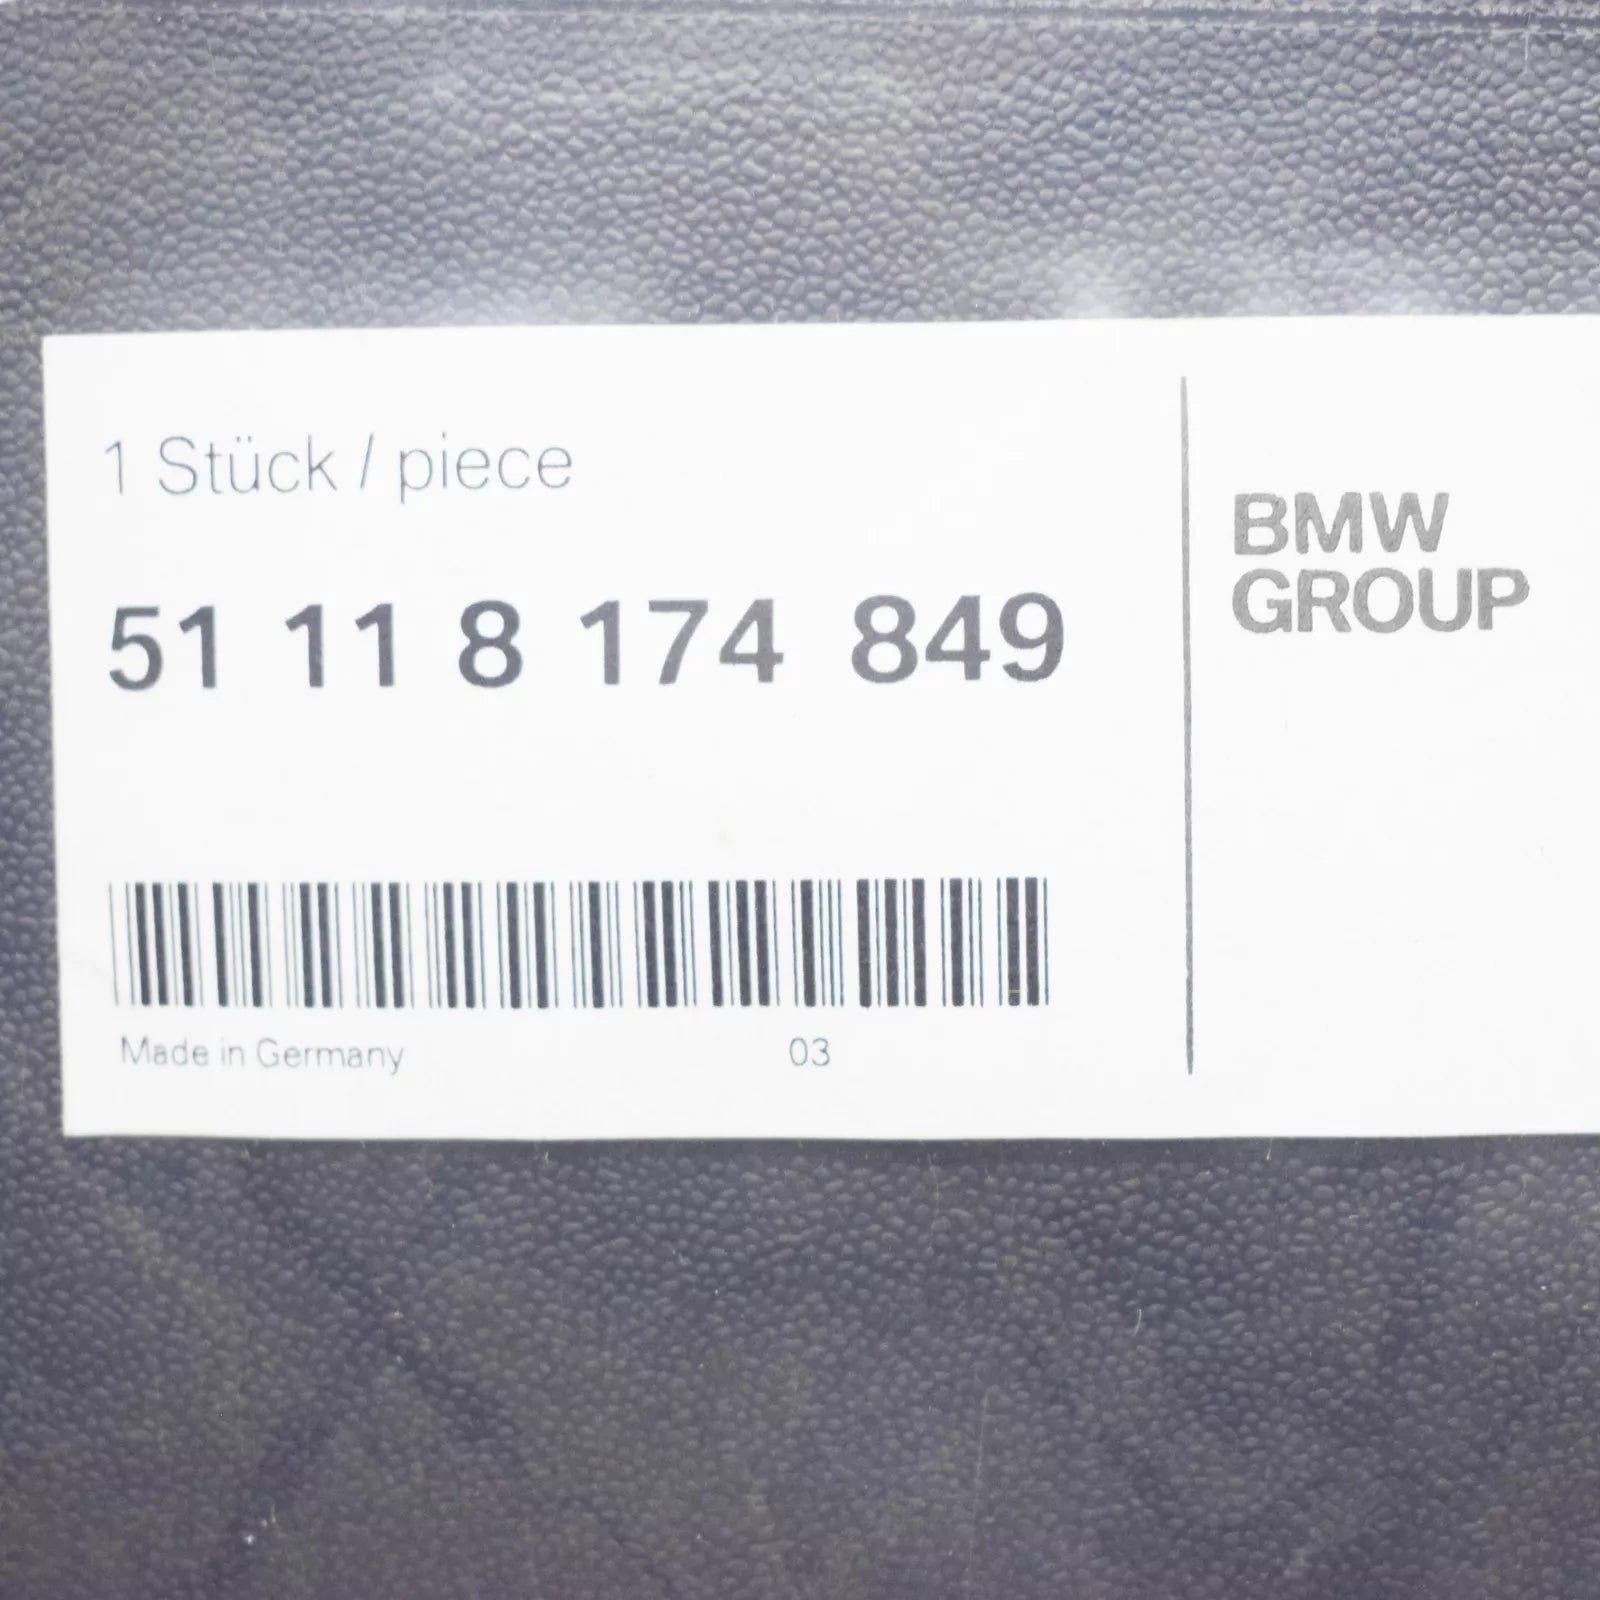 1 Stück / piece
51 11 8 174 849
Made in Germany 03
BMW
GROUP